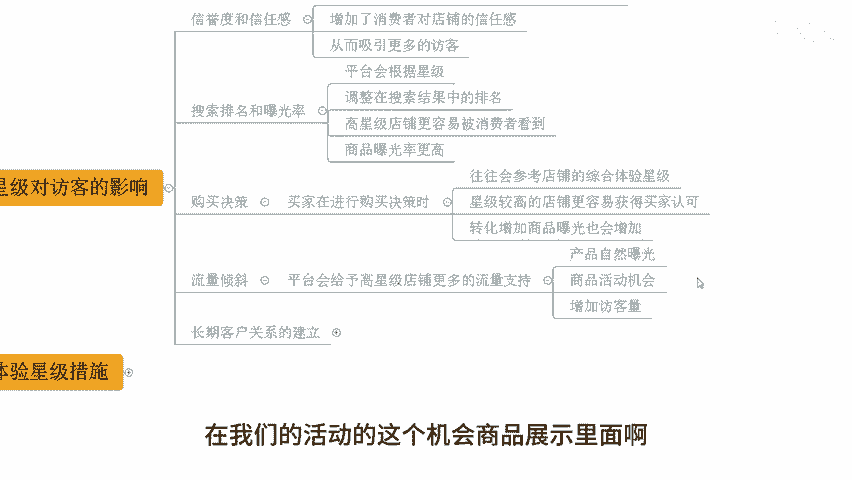 信誉度和信任感
增加了消费者对店铺的信任感
从而吸引更多的访客
搜索排名和曝光率
平台会根据星级
调整在搜索结果中的排名
高星级店铺更容易被消费者看到
商品曝光率更高
星级对访客的影响
购买决策
买家在进行购买决策时
往往会参考店铺的综合体验星级
星级较高的店铺更容易获得买家认可
转化增加商品曝光也会增加
流量倾斜
平台会给予高星级店铺更多的流量支持
产品自然曝光
商品活动机会
增加访客量
长期客户关系的建立
体验星级措施
在我们的活动的这个机会商品展示里面啊